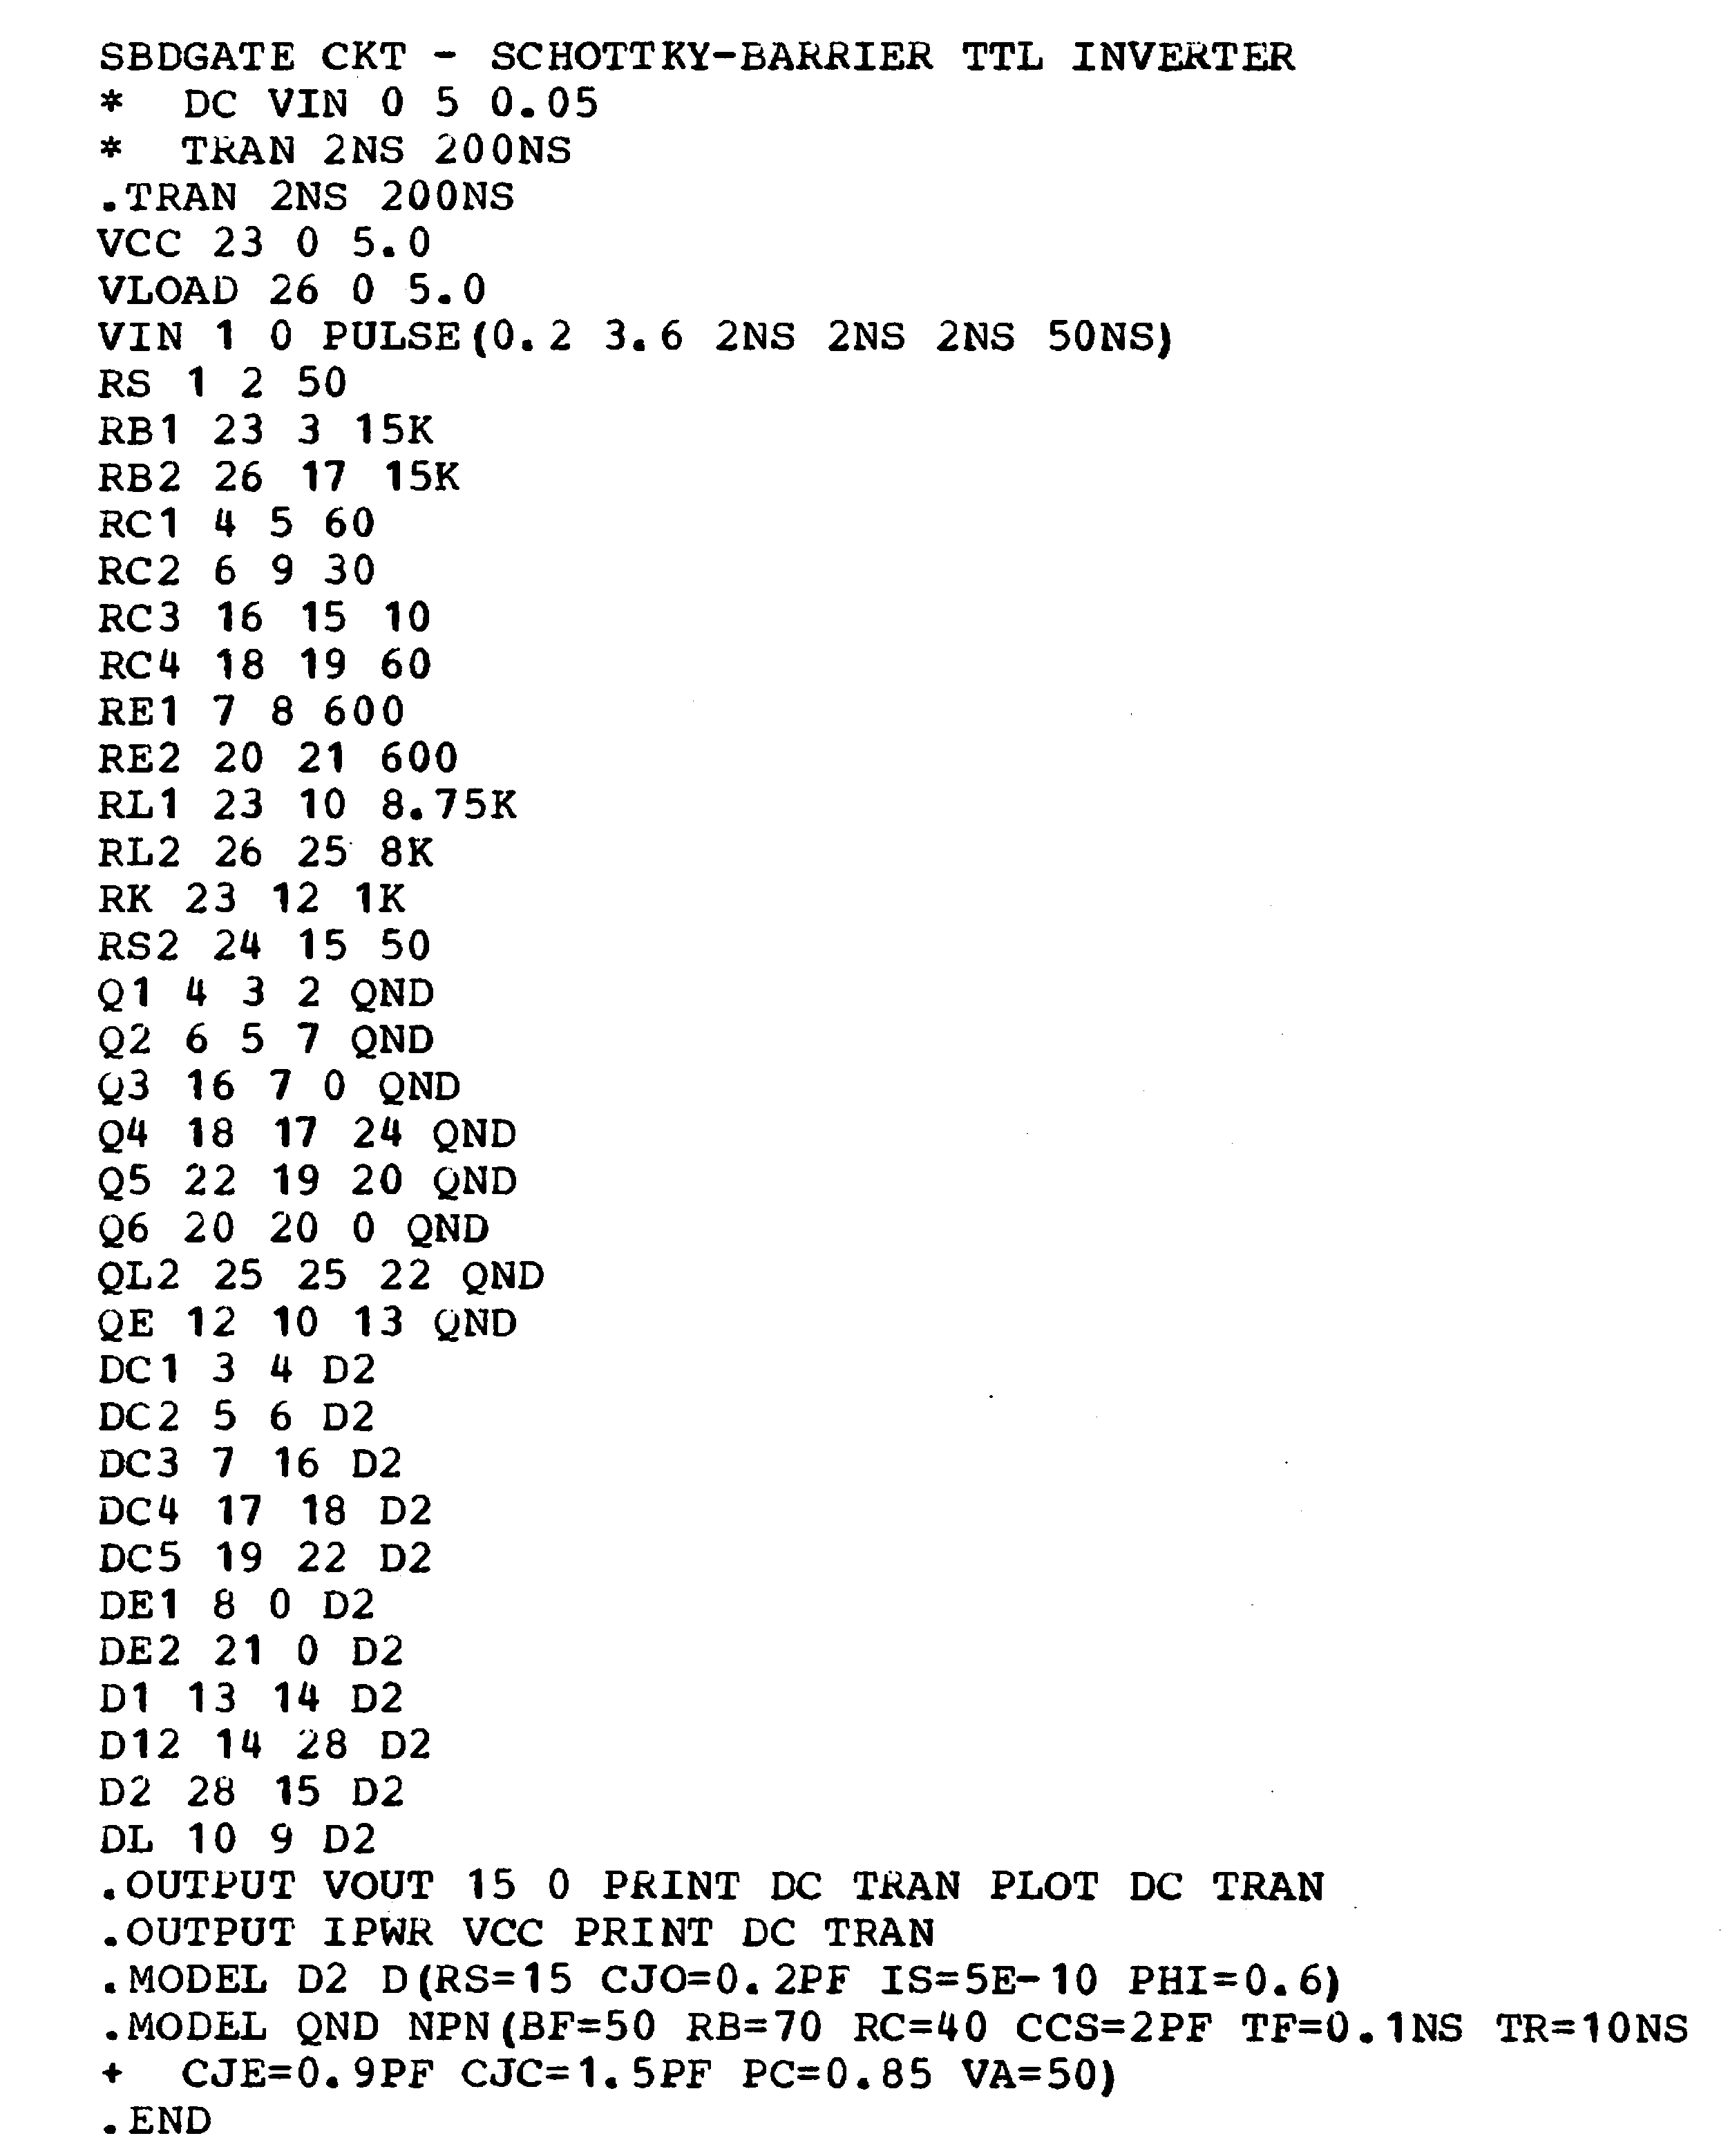 SBDGATE CKT - SCHOTTKY-BARRIER TTL INVERTER
*  DC VIN 0 5 0.05
*  TRAN 2NS 200NS
.TRAN 2NS 200NS
VCC 23 0 5.0
VLOAD 26 0 5.0
VIN 1 0 PULSE(0.2 3.6 2NS 2NS 2NS 50NS)
RS 1 2 50
RB1 23 3 15K
RB2 26 17 15K
RC1 4 5 60
RC2 6 9 30
RC3 16 15 10
RC4 18 19 60
RE1 7 8 600
RE2 20 21 600
RL1 23 10 8.75K
RL2 26 25 8K
RK 23 12 1K
RS2 24 15 50
Q1 4 3 2 QND
Q2 6 5 7 QND
Q3 16 7 0 QND
Q4 18 17 24 QND
Q5 22 19 20 QND
Q6 20 20 0 QND
QL2 25 25 22 QND
QE 12 10 13 QND
DC1 3 4 D2
DC2 5 6 D2
DC3 7 16 D2
DC4 17 18 D2
DC5 19 22 D2
DE1 8 0 D2
DE2 21 0 D2
D1 13 14 D2
D12 14 28 D2
D2 28 15 D2
DL 10 9 D2
.OUTPUT VOUT 15 0 PRINT DC TRAN PLOT DC TRAN
.OUTPUT IPWR VCC PRINT DC TRAN
.MODEL D2 D(RS=15 CJO=0.2PF IS=5E-10 PHI=0.6)
.MODEL QND NPN(BF=50 RB=70 RC=40 CCS=2PF TF=0.1NS TR=10NS
+  CJE=0.9PF CJC=1.5PF PC=0.85 VA=50)
.END